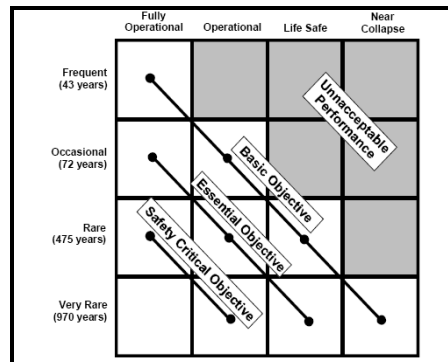 Fully
Operational
Operational
Life Safe
Near
Collapse
Frequent
(43 years)
Occasional
(72 years)
Rare
(475 years)
Very Rare
(970 years)
Unnacceptable
Performance
Basic Objective
Essential Objective
Safety Critical Objective